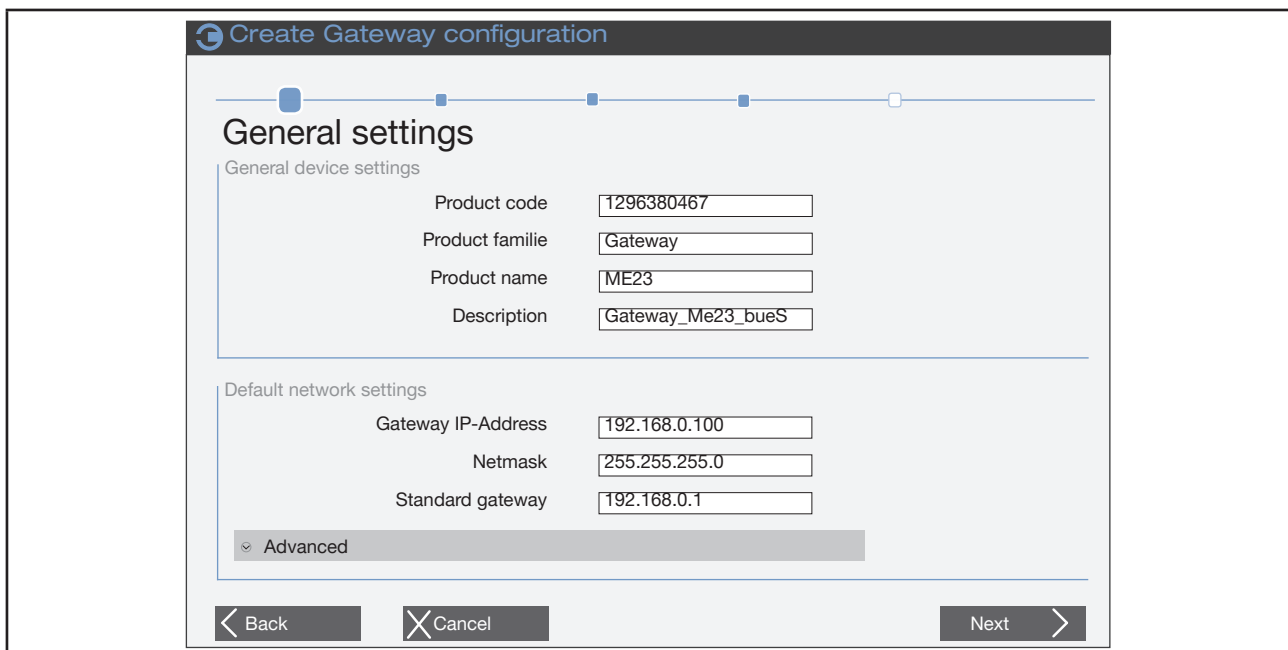 Create Gateway configuration
General settings
General device settings
Product code 1296380467
Product familie Gateway
Product name ME23
Description Gateway_Me23_bueS
Default network settings
Gateway IP-Address 192.168.0.100
Netmask 255.255.255.0
Standard gateway 192.168.0.1
Advanced
Back Cancel Next